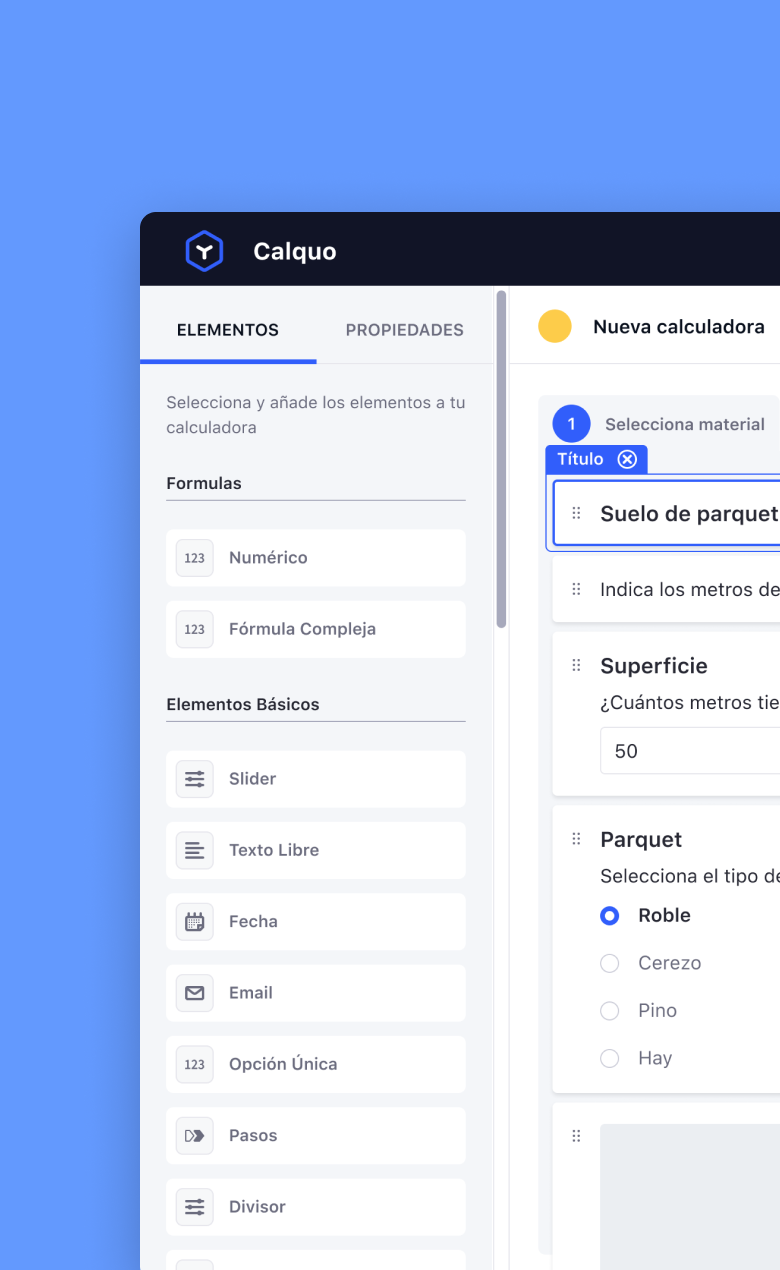 Calquo
ELEMENTOS
PROPIEDADES
Selecciona y añade los elementos a tu
calculadora
Formulas
123 Numérico
123 Fórmula Compleja
Elementos Básicos
Slider
Texto Libre
Fecha
Email
123 Opción Única
Pasos
Divisor
Nueva calculadora
1 Selecciona material
Título
Suelo de parquet
Indica los metros de
Superficie
¿Cuántos metros tie
50
Parquet
Selecciona el tipo de
Roble
Cerezo
Pino
Hay